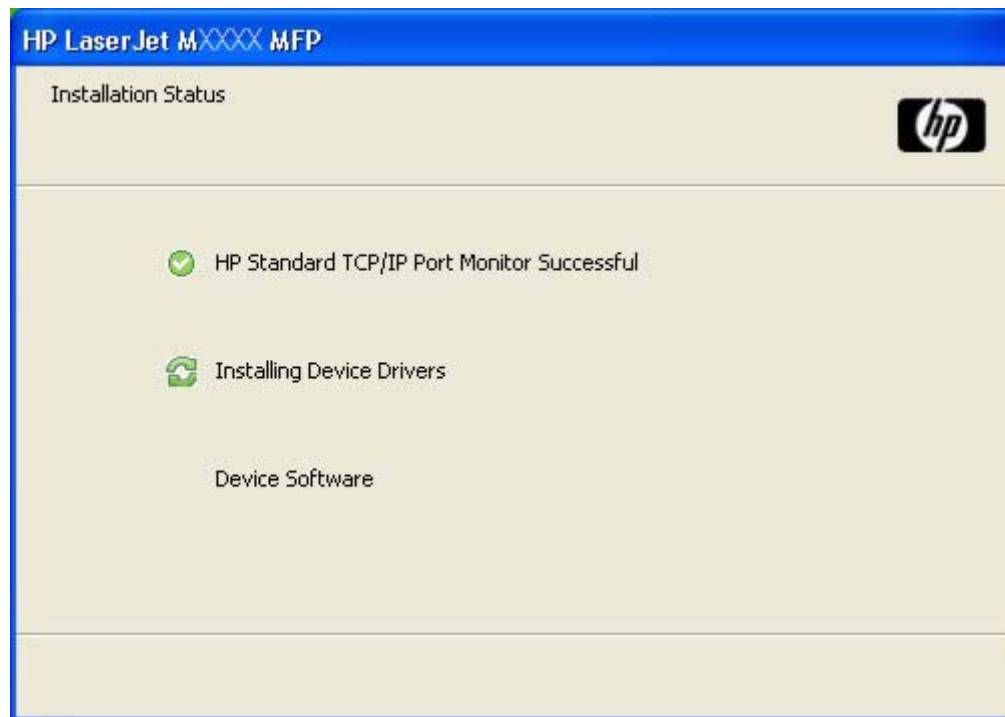 HP LaserJet MXXXX MFP
Installation Status
hp
HP Standard TCP/IP Port Monitor Successful
Installing Device Drivers
Device Software